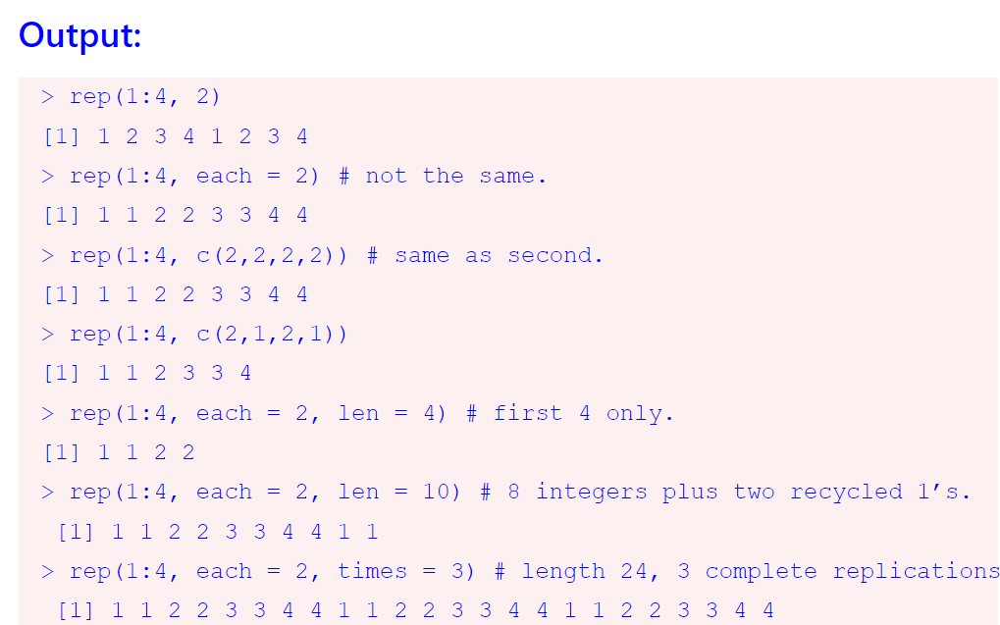 Output:
> rep(1:4, 2)
[1] 1 2 3 4 1 2 3 4
> rep(1:4, each = 2) # not the same.
[1] 1 1 2 2 3 3 4 4
> rep(1:4, c(2,2,2,2)) # same as second.
[1] 1 1 2 2 3 3 4 4
> rep(1:4, c(2,1,2,1))
[1] 1 1 2 3 3 4
> rep(1:4, each = 2, len = 4) # first 4 only.
[1] 1 1 2 2
> rep(1:4, each = 2, len = 10) # 8 integers plus two recycled 1’s.
[1] 1 1 2 2 3 3 4 4 1 1
> rep(1:4, each = 2, times = 3) # length 24, 3 complete replications
[1] 1 1 2 2 3 3 4 4 1 1 2 2 3 3 4 4 1 1 2 2 3 3 4 4